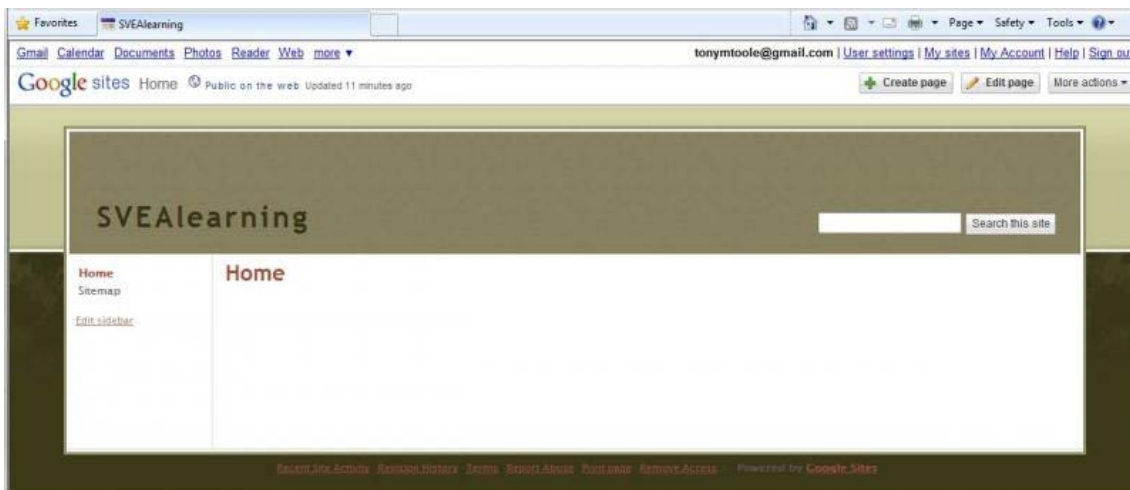 Favorites SVEAlearning Page Safety Tools
Gmail Calendar Documents Photos Reader Web more tonymtoole@gmail.com | User settings | My sites | My Account | Help | Sign ou
Google sites Home Public on the web Updated 11 minutes ago Create page Edit page More actions
SVEAlearning
Search this site
Home Home
Sitemap
Edit sidebar
Recent Site Activity Revision History Terms Report Abuse Print page Remove Access Powered by Google Sites